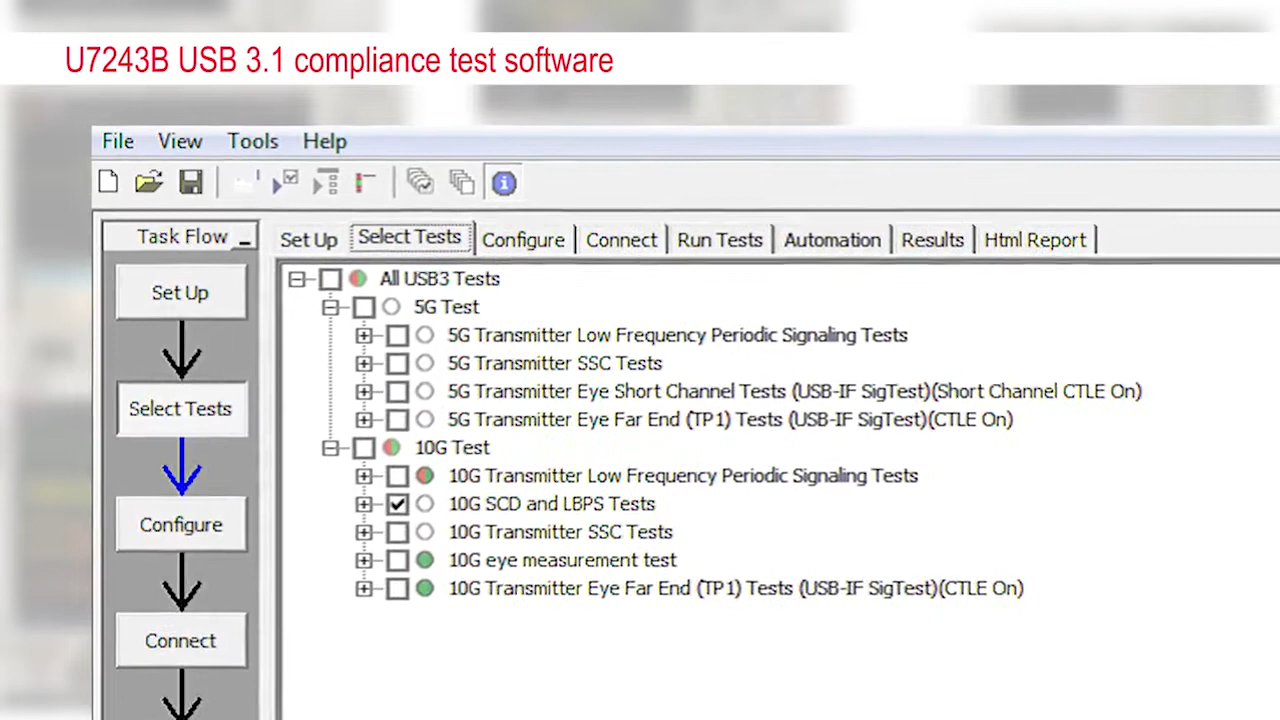 U7243B USB 3.1 compliance test software
File View Tools Help
Task Flow
Set Up Select Tests Configure Connect Run Tests Automation Results Html Report
Set Up
Select Tests
Configure
Connect
All USB3 Tests
5G Test
5G Transmitter Low Frequency Periodic Signaling Tests
5G Transmitter SSC Tests
5G Transmitter Eye Short Channel Tests (USB-IF SigTest)(Short Channel CTLE On)
5G Transmitter Eye Far End (TP1) Tests (USB-IF SigTest)(CTLE On)
10G Test
10G Transmitter Low Frequency Periodic Signaling Tests
10G SCD and LBPS Tests
10G Transmitter SSC Tests
10G eye measurement test
10G Transmitter Eye Far End (TP1) Tests (USB-IF SigTest)(CTLE On)